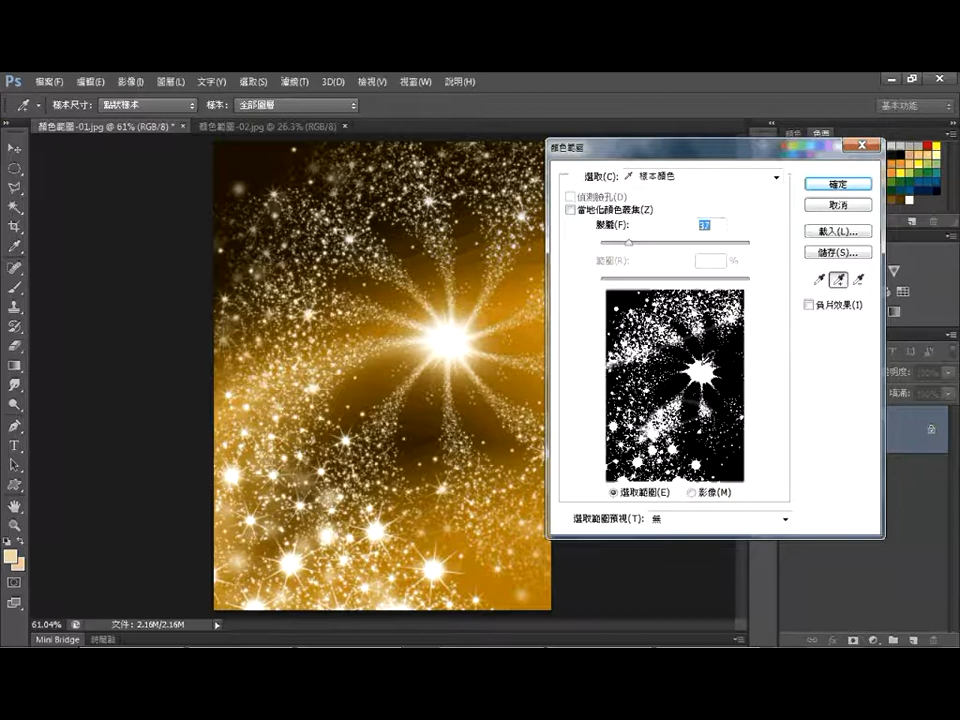 Ps 檔案(F) 編輯(E) 影像(I) 圖層(L) 文字(Y) 選取(S) 濾鏡(T) 3D(D) 檢視(V) 視窗(W) 說明(H)
樣本尺寸: 點狀樣本 樣本: 全部圖層 基本功能
顏色範圍-01.jpg @ 61% (RGB/8) * × 顏色範圍-02.jpg @ 26.3% (RGB/8) ×
顏色範圍
顏色 色票
選取(C): 樣本顏色
確定
偵測臉孔(D)
取消
當地化顏色叢集(Z)
朦朧(F): 37
載入(L)...
儲存(S)...
範圍(R): %
負片效果(I)
選取範圍(E) 影像(M)
選取範圍預視(T): 無
61.04% 文件: 2.16M/2.16M
Mini Bridge 時間軸